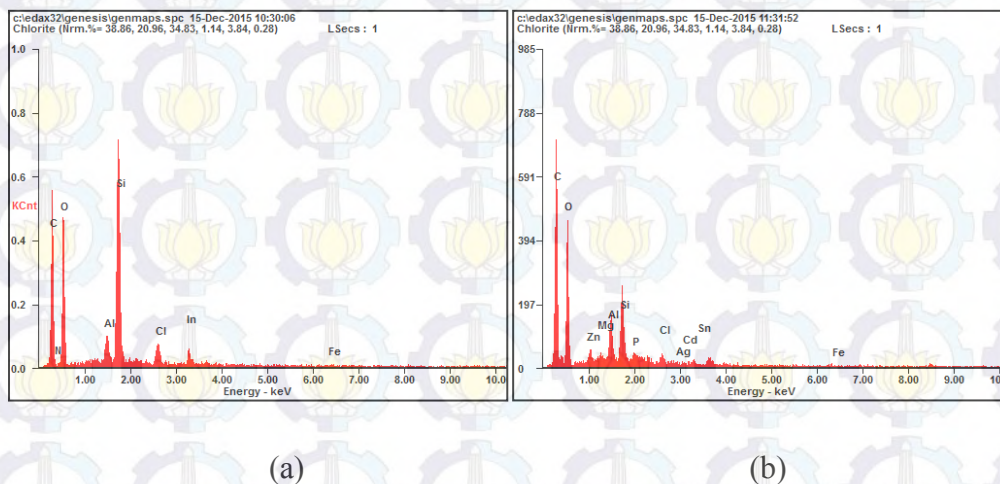 c:\edax32\genesis\genmaps.spc 15-Dec-2015 10:30:06
Chlorite (Nrm.%= 38.86, 20.96, 34.83, 1.14, 3.84, 0.28) LSecs : 1
1.0
0.8
0.6
KCnt
0.4
0.2
0.0
C
O
N
Al
Si
Cl
In
Fe
1.00 2.00 3.00 4.00 5.00 6.00 7.00 8.00 9.00 10.0
Energy - keV
(a)
c:\edax32\genesis\genmaps.spc 15-Dec-2015 11:31:52
Chlorite (Nrm.%= 38.86, 20.96, 34.83, 1.14, 3.84, 0.28) LSecs : 1
985
788
591
394
197
0
C
O
Zn
Mg
Al
Si
P
Cl
Ag
Cd
Sn
Fe
1.00 2.00 3.00 4.00 5.00 6.00 7.00 8.00 9.00 10
Energy - keV
(b)